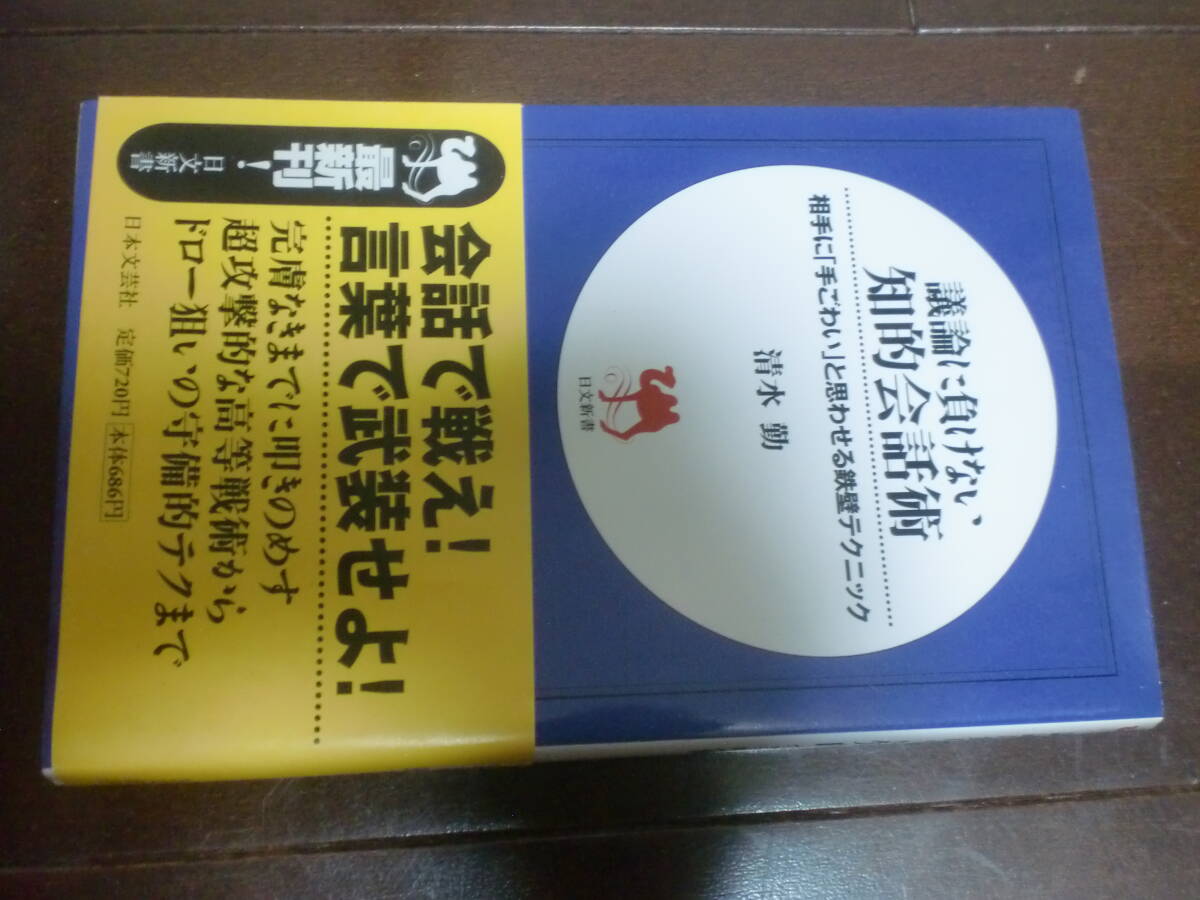 議論に負けない、
知的会話術
相手に「手ごわい」と思わせる鉄壁テクニック
清水 勤
日文新書
最新刊!
日文新書
会話で戦え!
言葉で武装せよ!
完膚なきまでに叩きのめす
超攻撃的な高等戦術から
ドロー狙いの守備的テクまで
日本文芸社 定価720円 本体686円